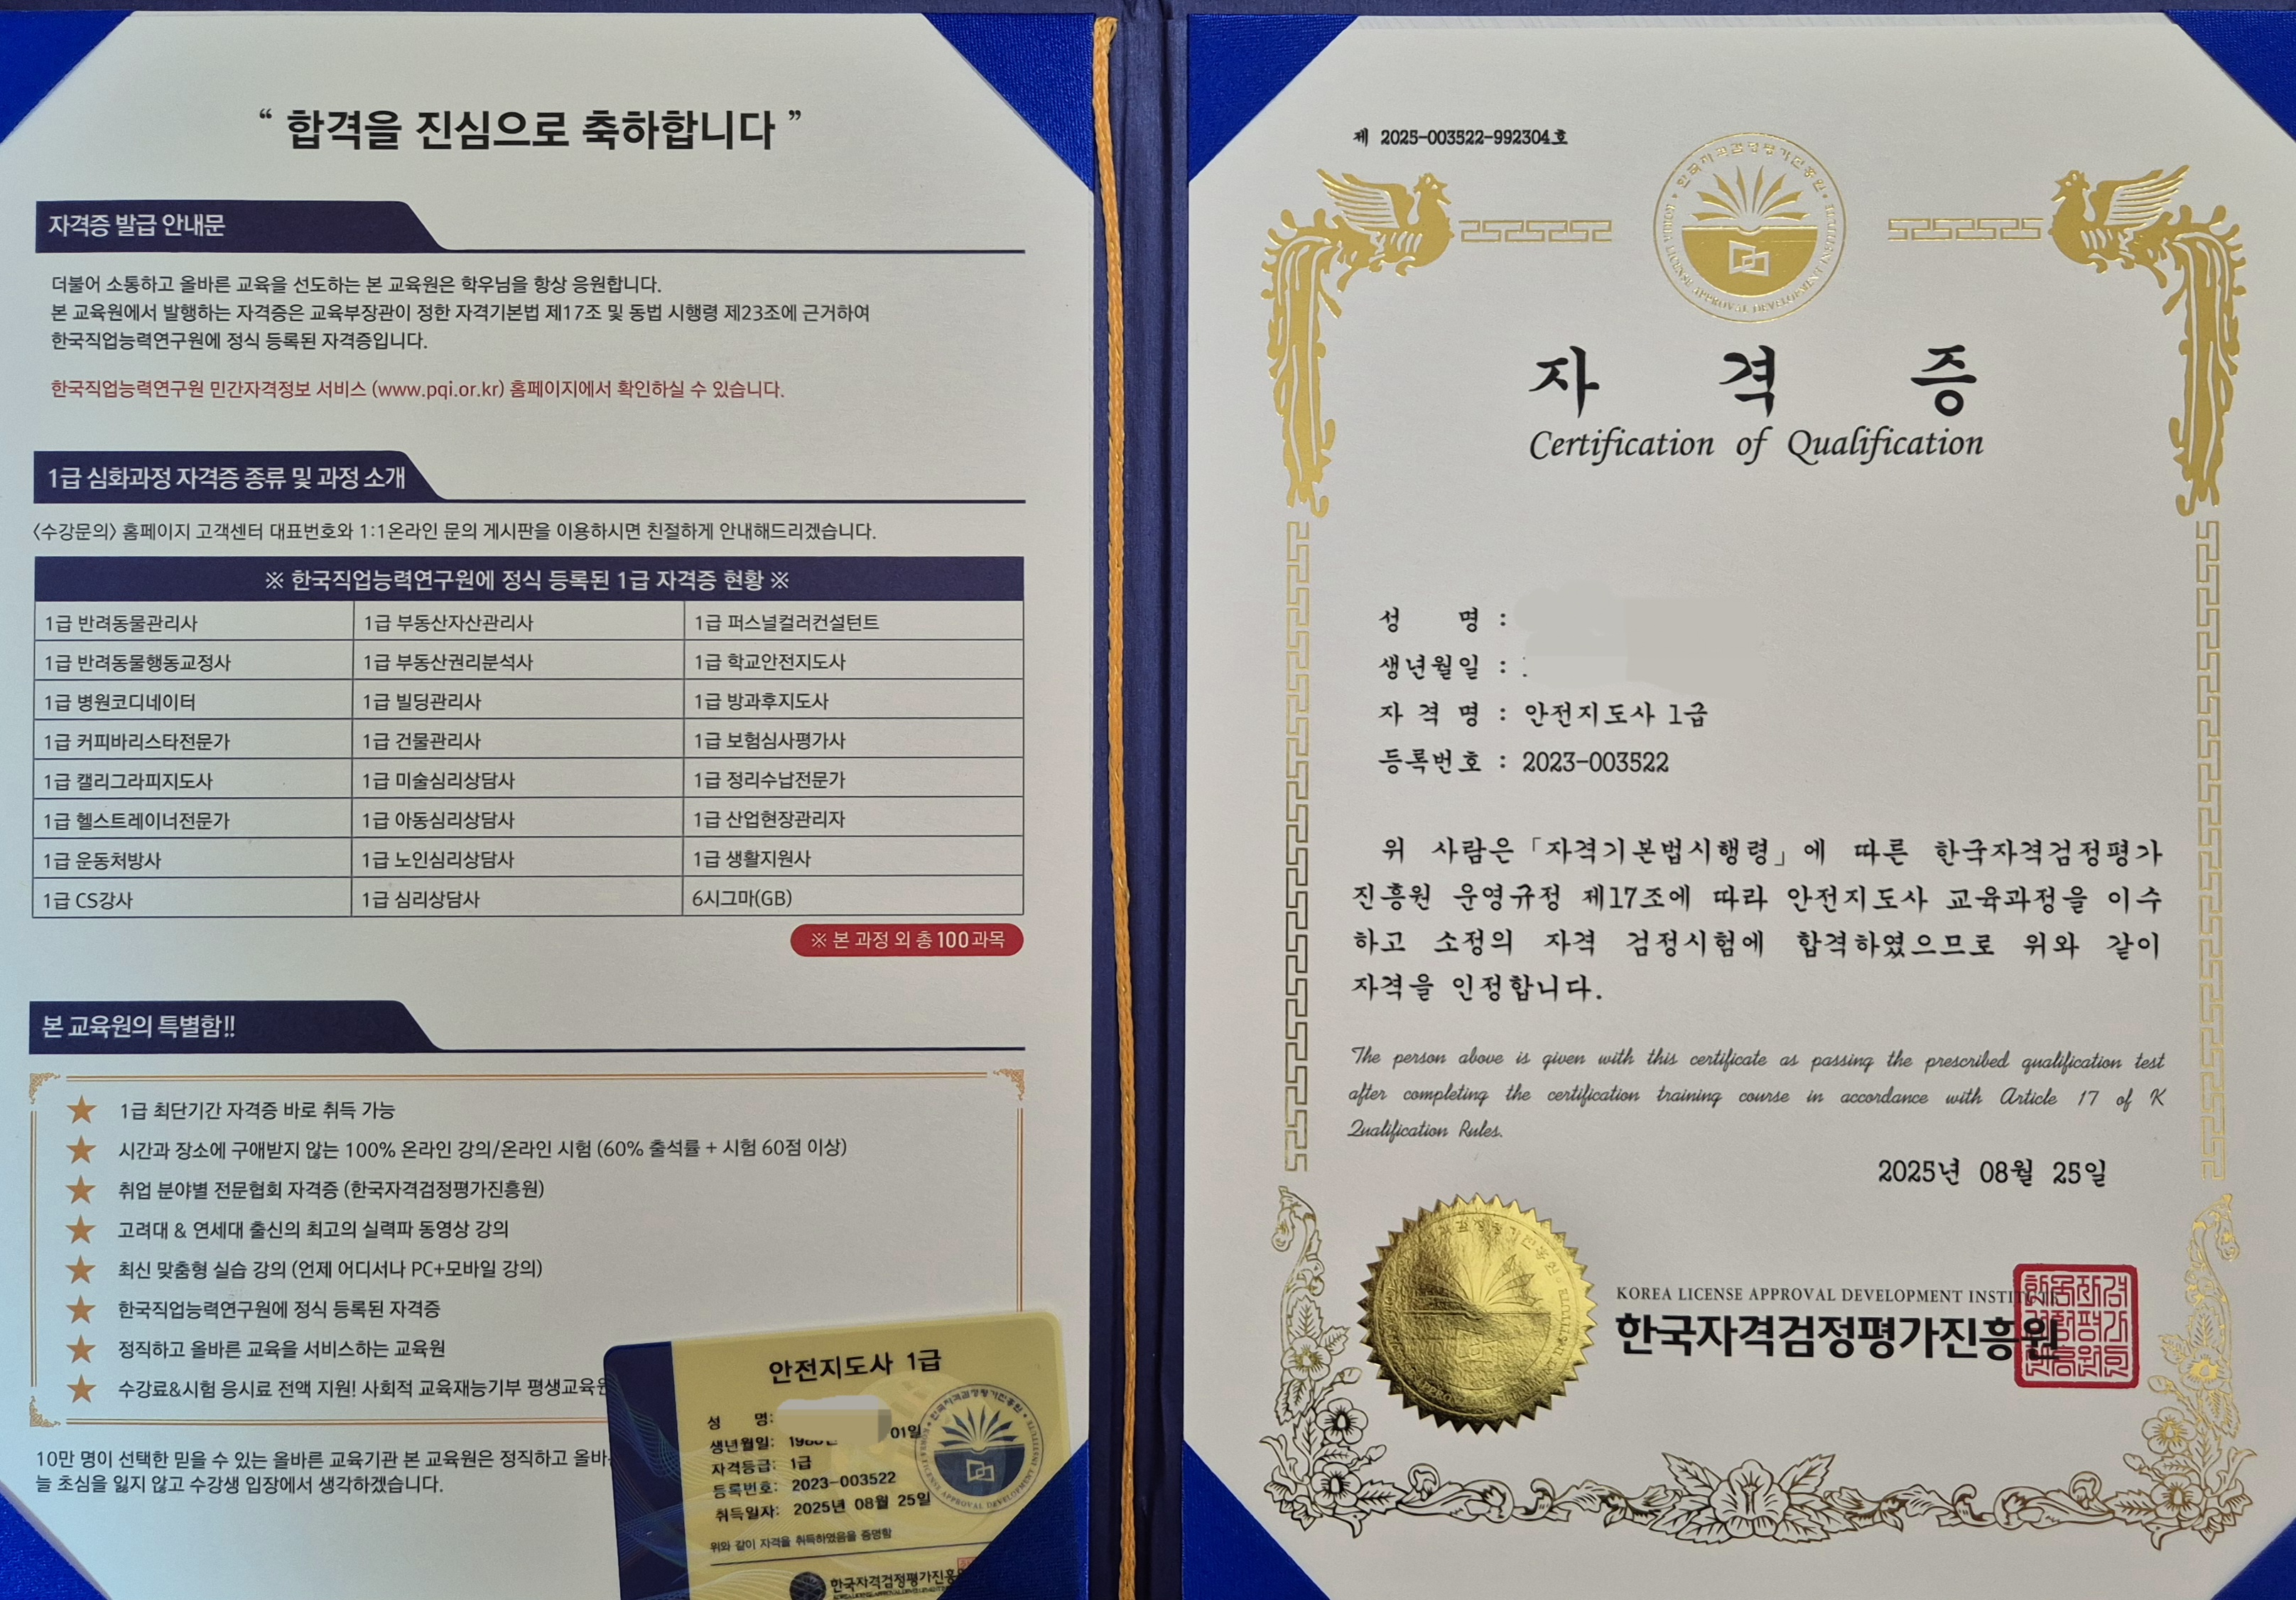 “ 합격을 진심으로 축하합니다 ”
자격증 발급 안내문
더불어 소통하고 올바른 교육을 선도하는 본 교육원은 학우님을 항상 응원합니다.
본 교육원에서 발행하는 자격증은 교육부장관이 정한 자격기본법 제17조 및 동법 시행령 제23조에 근거하여
한국직업능력연구원에 정식 등록된 자격증입니다.
한국직업능력연구원 민간자격정보 서비스 (www.pqi.or.kr) 홈페이지에서 확인하실 수 있습니다.
1급 심화과정 자격증 종류 및 과정 소개
〈수강문의〉 홈페이지 고객센터 대표번호와 1:1온라인 문의 게시판을 이용하시면 친절하게 안내해드리겠습니다.
※ 한국직업능력연구원에 정식 등록된 1급 자격증 현황 ※
1급 반려동물관리사 1급 부동산자산관리사 1급 퍼스널컬러컨설턴트
1급 반려동물행동교정사 1급 부동산권리분석사 1급 학교안전지도사
1급 병원코디네이터 1급 빌딩관리사 1급 방과후지도사
1급 커피바리스타전문가 1급 건물관리사 1급 보험심사평가사
1급 캘리그라피지도사 1급 미술심리상담사 1급 정리수납전문가
1급 헬스트레이너전문가 1급 아동심리상담사 1급 산업현장관리자
1급 운동처방사 1급 노인심리상담사 1급 생활지원사
1급 CS강사 1급 심리상담사 6시그마(GB)
※ 본 과정 외 총 100과목
본 교육원의 특별함!!
★ 1급 최단기간 자격증 바로 취득 가능
★ 시간과 장소에 구애받지 않는 100% 온라인 강의/온라인 시험 (60% 출석률 + 시험 60점 이상)
★ 취업 분야별 전문협회 자격증 (한국자격검정평가진흥원)
★ 고려대 & 연세대 출신의 최고의 실력파 동영상 강의
★ 최신 맞춤형 실습 강의 (언제 어디서나 PC+모바일 강의)
★ 한국직업능력연구원에 정식 등록된 자격증
★ 정직하고 올바른 교육을 서비스하는 교육원
★ 수강료&시험 응시료 전액 지원! 사회적 교육재능기부 평생교육원
10만 명이 선택한 믿을 수 있는 올바른 교육기관 본 교육원은 정직하고 올바
늘 초심을 잃지 않고 수강생 입장에서 생각하겠습니다.
안전지도사 1급
성 명:
생년월일: 01일
자격등급: 1급
등록번호: 2023-003522
취득일자: 2025년 08월 25일
위와 같이 자격을 취득하였음을 증명함
한국자격검정평가진흥
제 2025-003522-992304호
한국자격검정평가진흥원
KOREA LICENSE APPROVAL DEVELOPMENT INSTITUTE
자 격 증
Certification of Qualification
성 명 :
생년월일 :
자 격 명 : 안전지도사 1급
등록번호 : 2023-003522
위 사람은「자격기본법시행령」에 따른 한국자격검정평가
진흥원 운영규정 제17조에 따라 안전지도사 교육과정을 이수
하고 소정의 자격 검정시험에 합격하였으므로 위와 같이
자격을 인정합니다.
The person above is given with this certificate as passing the prescribed qualification test
after completing the certification training course in accordance with Article 17 of K
Qualification Rules.
2025년 08월 25일
KOREA LICENSE APPROVAL DEVELOPMENT INSTITUTE
한국자격검정평가진흥원